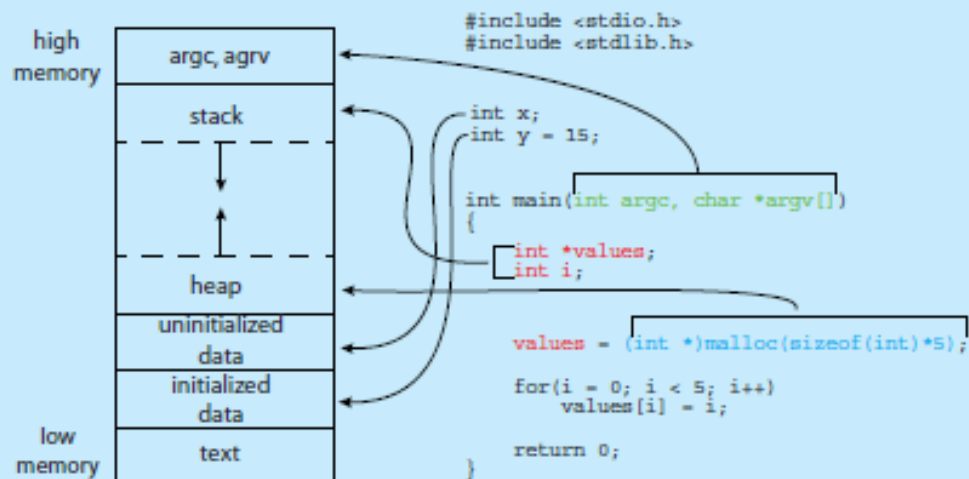 high
memory
argc, agrv
stack
heap
uninitialized
data
initialized
data
low
memory
text
#include <stdio.h>
#include <stdlib.h>
int x;
int y = 15;
int main(int argc, char *argv[])
{
int *values;
int i;
values = (int *)malloc(sizeof(int)*5);
for(i = 0; i < 5; i++)
values[i] = i;
return 0;
}